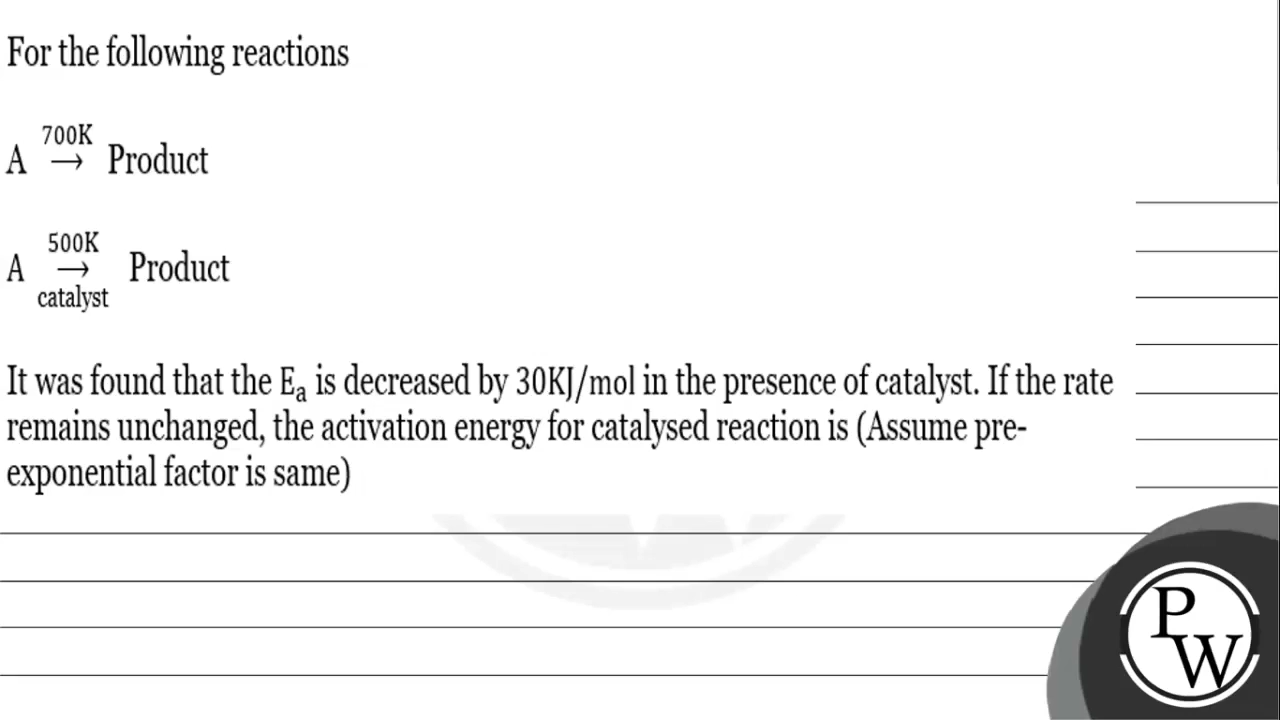 For the following reactions
700K
A → Product
500K
A → Product
catalyst
It was found that the Eₐ is decreased by 30KJ/mol in the presence of catalyst. If the rate
remains unchanged, the activation energy for catalysed reaction is (Assume pre-
exponential factor is same)
P
W